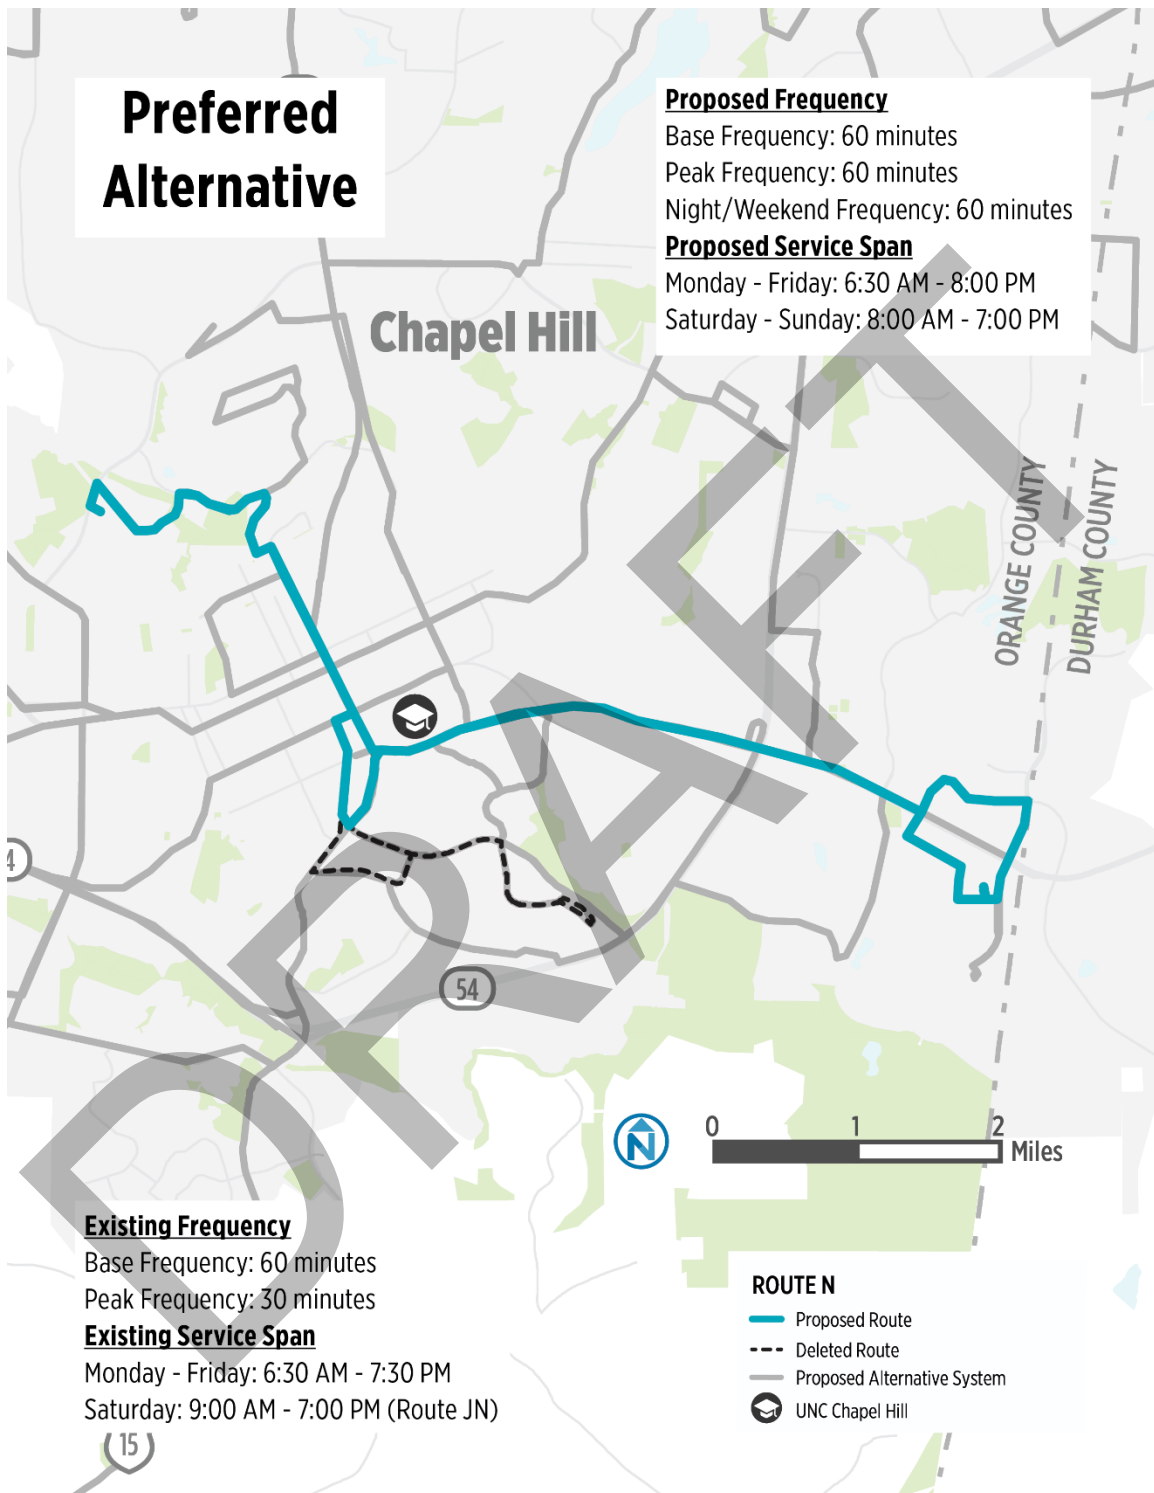 Preferred
Alternative
Proposed Frequency
Base Frequency: 60 minutes
Peak Frequency: 60 minutes
Night/Weekend Frequency: 60 minutes
Proposed Service Span
Monday - Friday: 6:30 AM - 8:00 PM
Saturday - Sunday: 8:00 AM - 7:00 PM
Chapel Hill
ORANGE COUNTY
DURHAM COUNTY
DRAFT
4
54
N
0 1 2
Miles
Existing Frequency
Base Frequency: 60 minutes
Peak Frequency: 30 minutes
Existing Service Span
Monday - Friday: 6:30 AM - 7:30 PM
Saturday: 9:00 AM - 7:00 PM (Route JN)
15
ROUTE N
Proposed Route
Deleted Route
Proposed Alternative System
UNC Chapel Hill